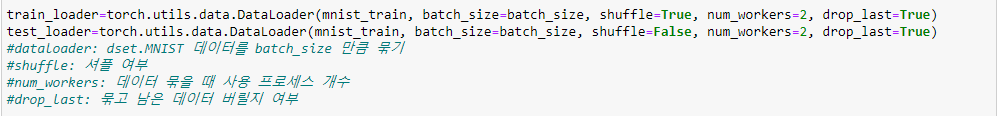 train_loader=torch.utils.data.DataLoader(mnist_train, batch_size=batch_size, shuffle=True, num_workers=2, drop_last=True)
test_loader=torch.utils.data.DataLoader(mnist_train, batch_size=batch_size, shuffle=False, num_workers=2, drop_last=True)
#dataloader: dset.MNIST 데이터를 batch_size 만큼 묶기
#shuffle: 셔플 여부
#num_workers: 데이터 묶을 때 사용 프로세스 개수
#drop_last: 묶고 남은 데이터 버릴지 여부